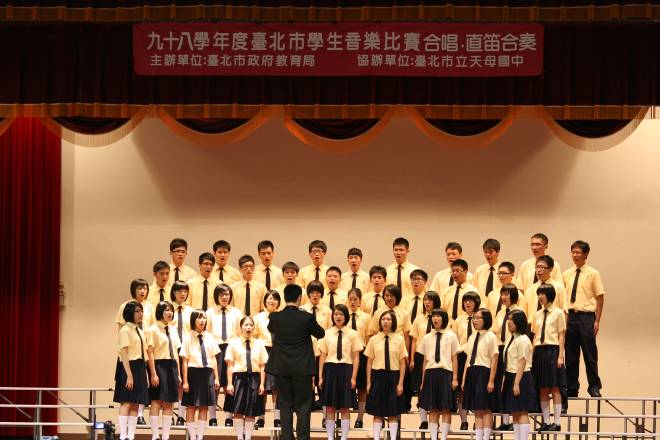 九十八學年度臺北市學生音樂比賽 合唱．直笛合奏
主辦單位:臺北市政府教育局 協辦單位:臺北市立天母國中